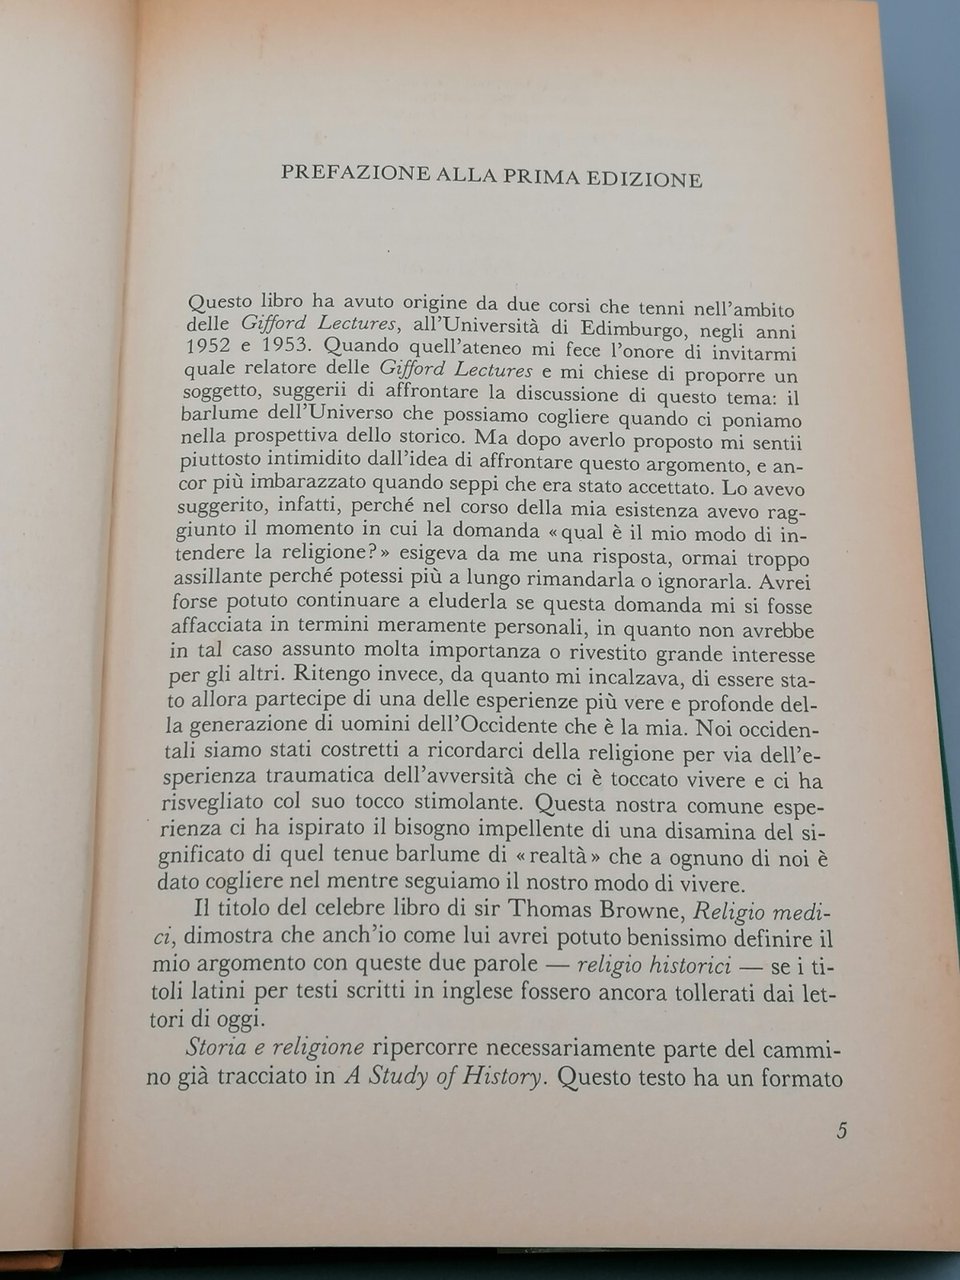 PREFAZIONE ALLA PRIMA EDIZIONE
Questo libro ha avuto origine da due corsi che tenni nell'ambito
delle Gifford Lectures, all'Università di Edimburgo, negli anni
1952 e 1953. Quando quell'ateneo mi fece l'onore di invitarmi
quale relatore delle Gifford Lectures e mi chiese di proporre un
soggetto, suggerii di affrontare la discussione di questo tema: il
barlume dell'Universo che possiamo cogliere quando ci poniamo
nella prospettiva dello storico. Ma dopo averlo proposto mi sentii
piuttosto intimidito dall'idea di affrontare questo argomento, e an-
cor più imbarazzato quando seppi che era stato accettato. Lo avevo
suggerito, infatti, perché nel corso della mia esistenza avevo rag-
giunto il momento in cui la domanda «qual è il mio modo di in-
tendere la religione?» esigeva da me una risposta, ormai troppo
assillante perché potessi più a lungo rimandarla o ignorarla. Avrei
forse potuto continuare a eluderla se questa domanda mi si fosse
affacciata in termini meramente personali, in quanto non avrebbe
in tal caso assunto molta importanza o rivestito grande interesse
per gli altri. Ritengo invece, da quanto mi incalzava, di essere sta-
to allora partecipe di una delle esperienze più vere e profonde del-
la generazione di uomini dell'Occidente che è la mia. Noi occiden-
tali siamo stati costretti a ricordarci della religione per via dell'e-
sperienza traumatica dell'avversità che ci è toccato vivere e ci ha
risvegliato col suo tocco stimolante. Questa nostra comune espe-
rienza ci ha ispirato il bisogno impellente di una disamina del si-
gnificato di quel tenue barlume di «realtà» che a ognuno di noi è
dato cogliere nel mentre seguiamo il nostro modo di vivere.
Il titolo del celebre libro di sir Thomas Browne, Religio medi-
ci, dimostra che anch'io come lui avrei potuto benissimo definire il
mio argomento con queste due parole — religio historici — se i ti-
toli latini per testi scritti in inglese fossero ancora tollerati dai let-
tori di oggi.
Storia e religione ripercorre necessariamente parte del cammi-
no già tracciato in A Study of History. Questo testo ha un formato
5